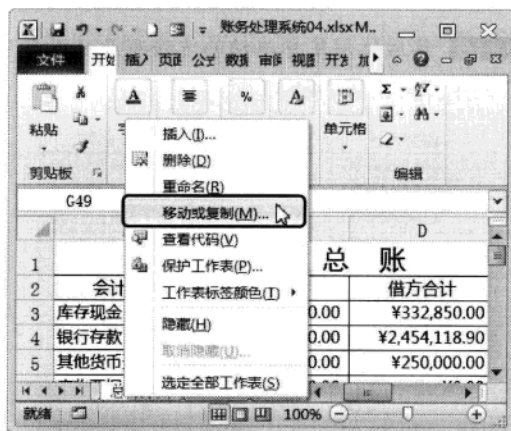 账务处理系统04.xlsx M..
文件 开始 插入 页面 公式 数据 审阅 视图 开发 加
粘贴
剪贴板
单元格
编辑
Σ
%
A
A
G49
插入(I)...
删除(D)
重命名(R)
移动或复制(M)...
查看代码(V)
保护工作表(P)...
工作表标签颜色(T)
隐藏(H)
取消隐藏(U)...
选定全部工作表(S)
D
1 总 账
2 会计 借方合计
3 库存现金 0.00 ¥332,850.00
4 银行存款 0.00 ¥2,454,118.90
5 其他货币 0.00 ¥250,000.00
就绪 100%